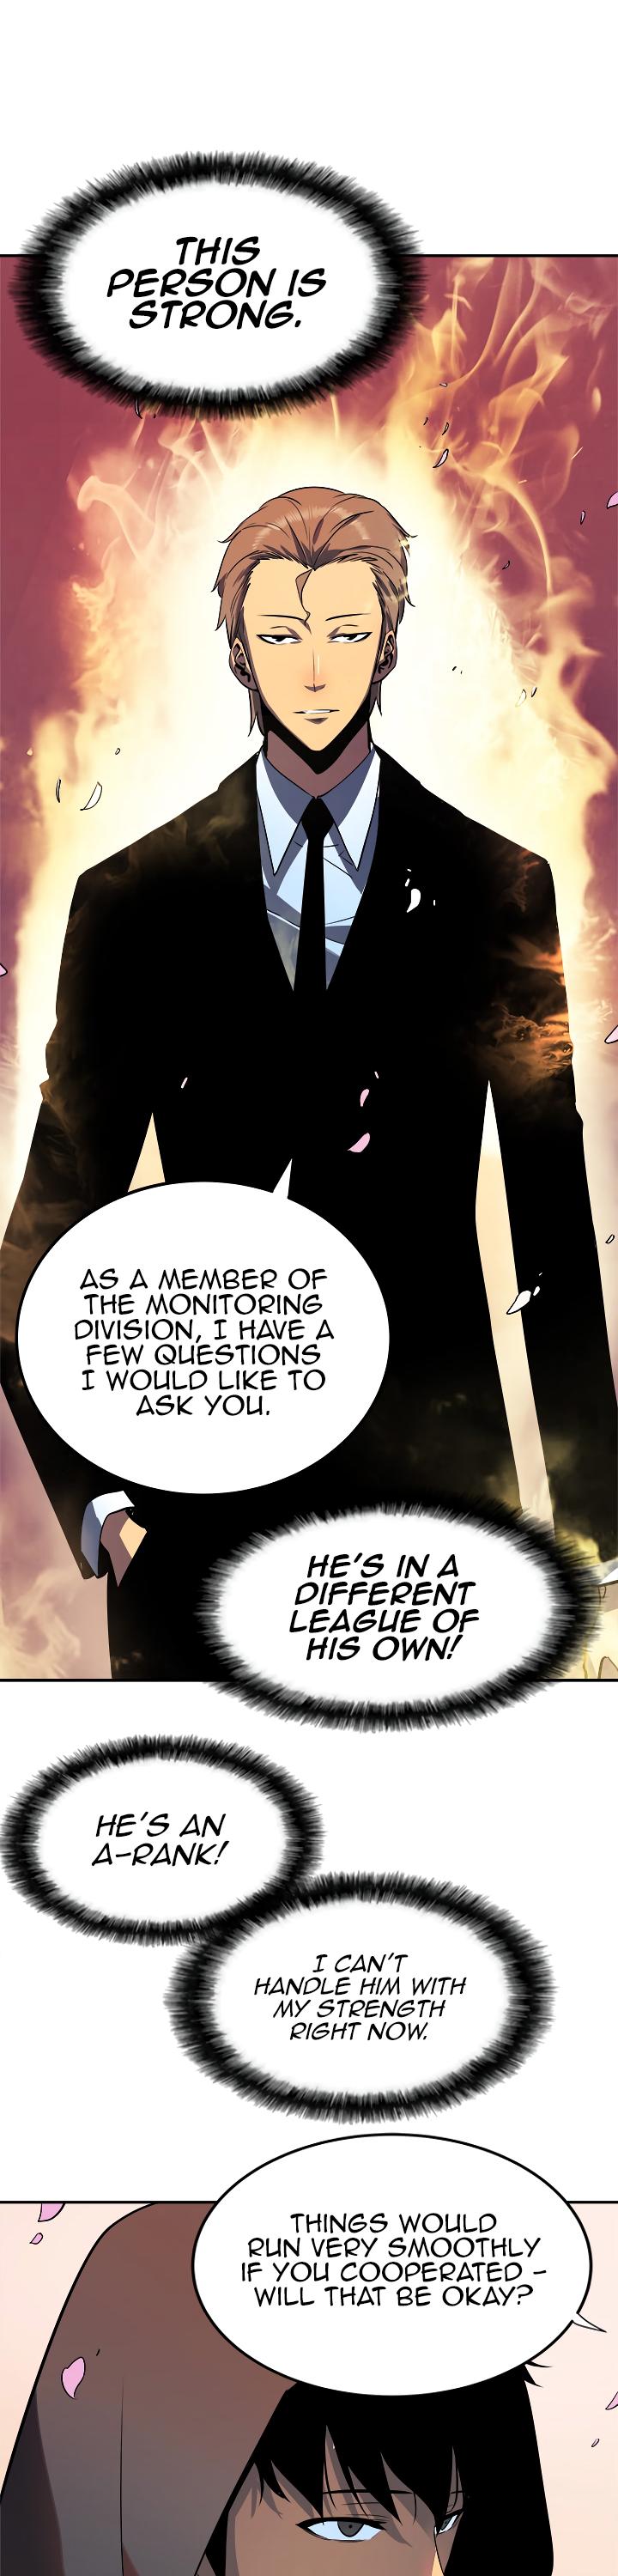 THIS
PERSON IS
STRONG.
AS A MEMBER OF
THE MONITORING
DIVISION, I HAVE A
FEW QUESTIONS
I WOULD LIKE TO
ASK YOU.
HE'S IN A
DIFFERENT
LEAGUE OF
HIS OWN!
HE'S AN
A-RANK!
I CAN'T
HANDLE HIM WITH
MY STRENGTH
RIGHT NOW.
THINGS WOULD
RUN VERY SMOOTHLY
IF YOU COOPERATED -
WILL THAT BE OKAY?